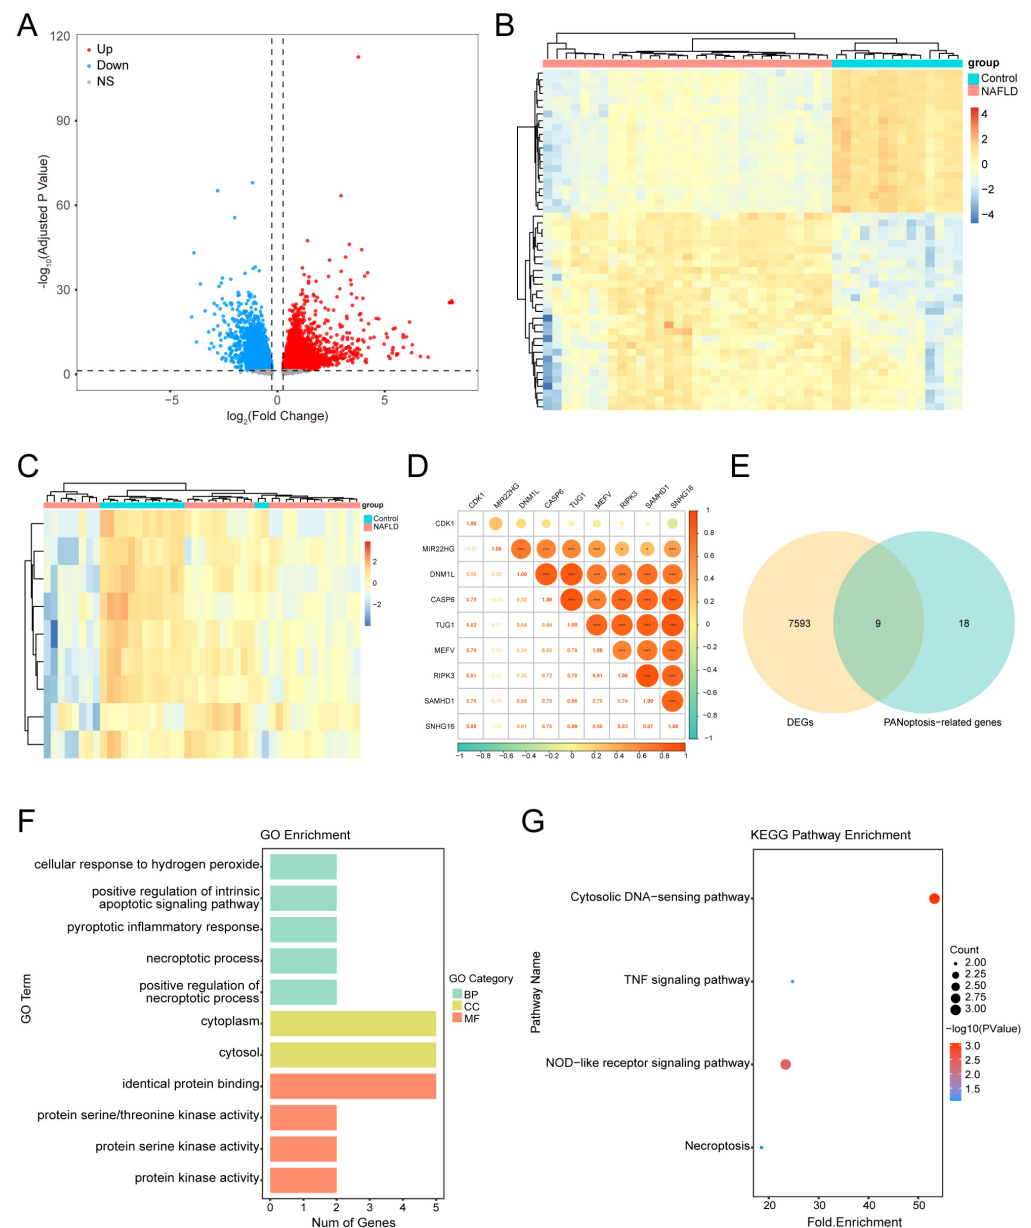 A
120
90
60
30
0
-log10(Adjusted P Value)
Up
Down
NS
−5
0
5
log2(Fold Change)
B
group
Control
NAFLD
4
2
0
−2
−4
C
group
Control
NAFLD
2
0
−2
D
CDK1
MIR22HG
DNM1L
CASP6
TUG1
MEFV
RIPK3
SAMHD1
SNHG16
CDK1
MIR22HG
DNM1L
CASP6
TUG1
MEFV
RIPK3
SAMHD1
SNHG16
1
0.8
0.6
0.4
0.2
0
−0.2
−0.4
−0.6
−0.8
−1
−1
−0.8
−0.6
−0.4
−0.2
0
0.2
0.4
0.6
0.8
1
E
7593
9
18
DEGs
PANoptosis−related genes
F
GO Enrichment
GO Term
cellular response to hydrogen peroxide
positive regulation of intrinsic
apoptotic signaling pathway
pyroptotic inflammatory response
necroptotic process
positive regulation of
necroptotic process
cytoplasm
cytosol
identical protein binding
protein serine/threonine kinase activity
protein serine kinase activity
protein kinase activity
0
1
2
3
4
5
Num of Genes
GO Category
BP
CC
MF
G
KEGG Pathway Enrichment
Pathway Name
Cytosolic DNA−sensing pathway
TNF signaling pathway
NOD−like receptor signaling pathway
Necroptosis
20
30
40
50
Fold.Enrichment
Count
2.00
2.25
2.50
2.75
3.00
−log10(PValue)
3.0
2.5
2.0
1.5